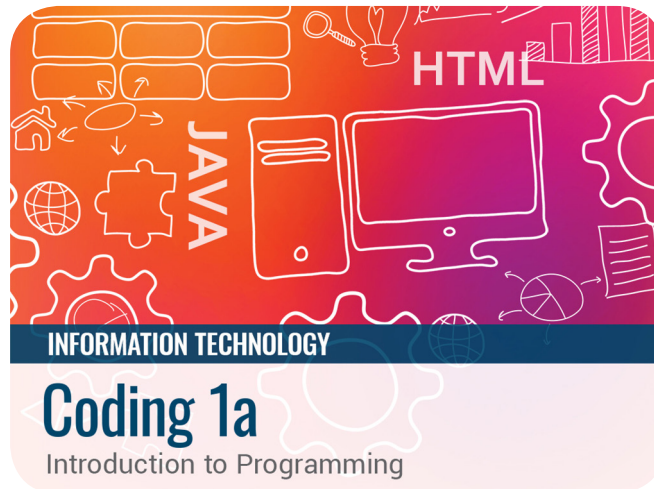 HTML
JAVA
INFORMATION TECHNOLOGY
Coding 1a
Introduction to Programming